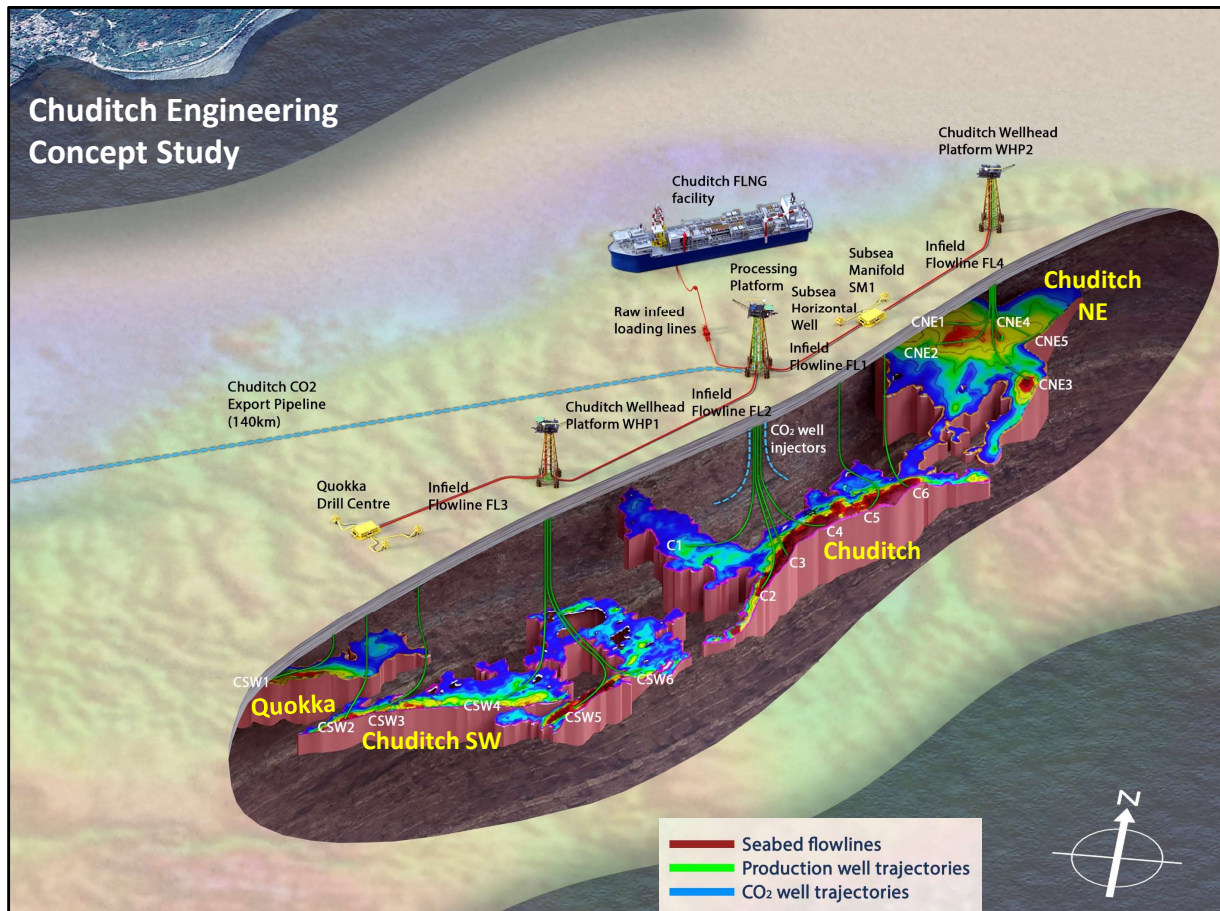 Chuditch Engineering
Concept Study
Chuditch Wellhead
Platform WHP2
Chuditch FLNG
facility
Subsea
Manifold
SM1
Infield
Flowline FL4
Processing
Platform
Subsea
Horizontal
Well
Raw infeed
loading lines
Infield
Flowline FL1
Chuditch
NE
CNE1
CNE4
CNE2
CNE5
CNE3
Chuditch CO2
Export Pipeline
(140km)
Infield
Flowline FL2
Chuditch Wellhead
Platform WHP1
CO₂ well
injectors
Quokka
Drill Centre
Infield
Flowline FL3
C6
C5
C4
Chuditch
C1
C3
C2
CSW1
Quokka
CSW2
CSW3
CSW4
CSW5
CSW6
Chuditch SW
N
Seabed flowlines
Production well trajectories
CO₂ well trajectories